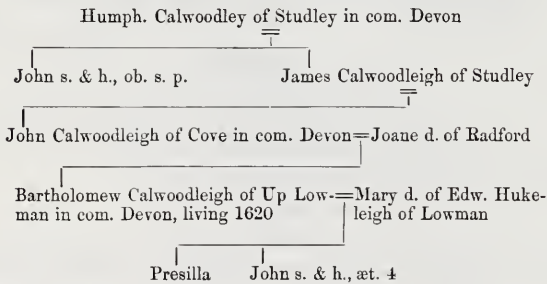 Humph. Calwoodley of Studley in com. Devon
John s. & h., ob. s. p. James Calwoodleigh of Studley
John Calwoodleigh of Cove in com. Devon=Joane d. of Radford
Bartholomew Calwoodleigh of Up Low-=Mary d. of Edw. Huke-
man in com. Devon, living 1620 leigh of Lowman
Presilla John s. & h., æt. 4